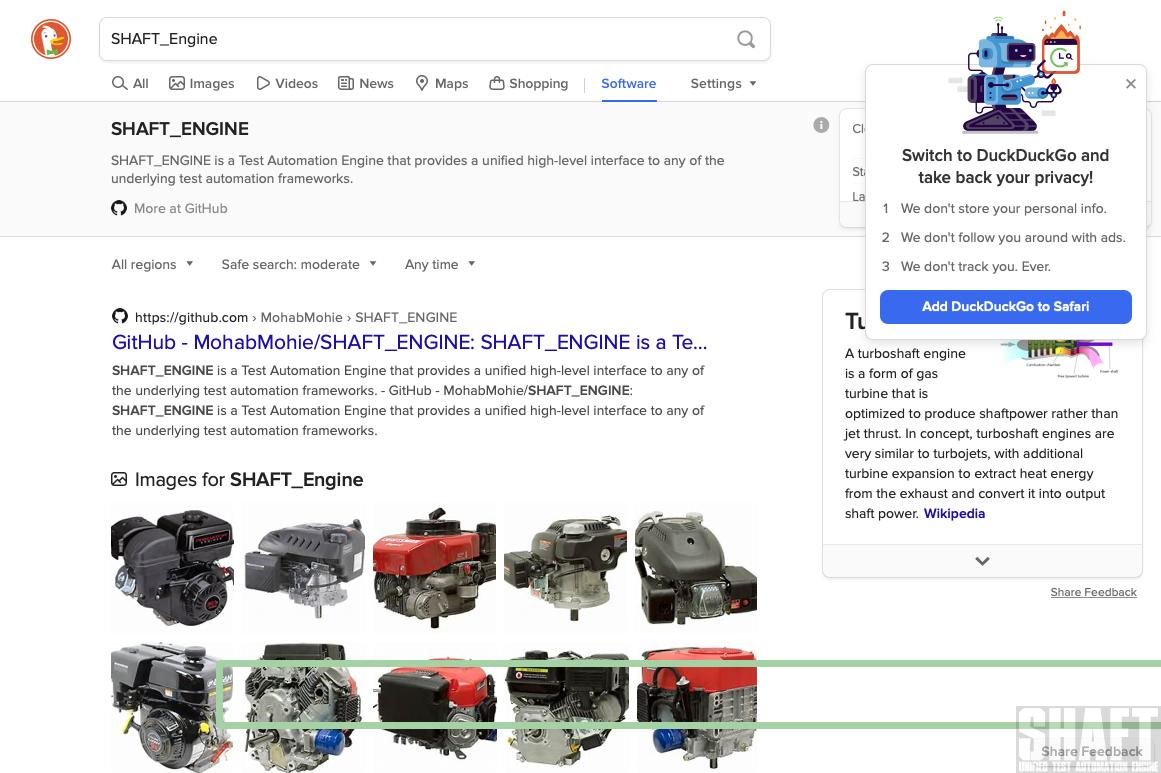 SHAFT_Engine
All Images Videos News Maps Shopping Software Settings
SHAFT_ENGINE
SHAFT_ENGINE is a Test Automation Engine that provides a unified high-level interface to any of the
underlying test automation frameworks.
More at GitHub
All regions Safe search: moderate Any time
https://github.com › MohabMohie › SHAFT_ENGINE
GitHub - MohabMohie/SHAFT_ENGINE: SHAFT_ENGINE is a Te...
SHAFT_ENGINE is a Test Automation Engine that provides a unified high-level interface to any of
the underlying test automation frameworks. - GitHub - MohabMohie/SHAFT_ENGINE:
SHAFT_ENGINE is a Test Automation Engine that provides a unified high-level interface to any of
the underlying test automation frameworks.
Images for SHAFT_Engine
Switch to DuckDuckGo and
take back your privacy!
1 We don't store your personal info.
2 We don't follow you around with ads.
3 We don't track you. Ever.
Add DuckDuckGo to Safari
A turboshaft engine
is a form of gas
turbine that is
optimized to produce shaftpower rather than
jet thrust. In concept, turboshaft engines are
very similar to turbojets, with additional
turbine expansion to extract heat energy
from the exhaust and convert it into output
shaft power. Wikipedia
Share Feedback
SHAFT
Share Feedback
UNIFIED TEST AUTOMATION ENGINE